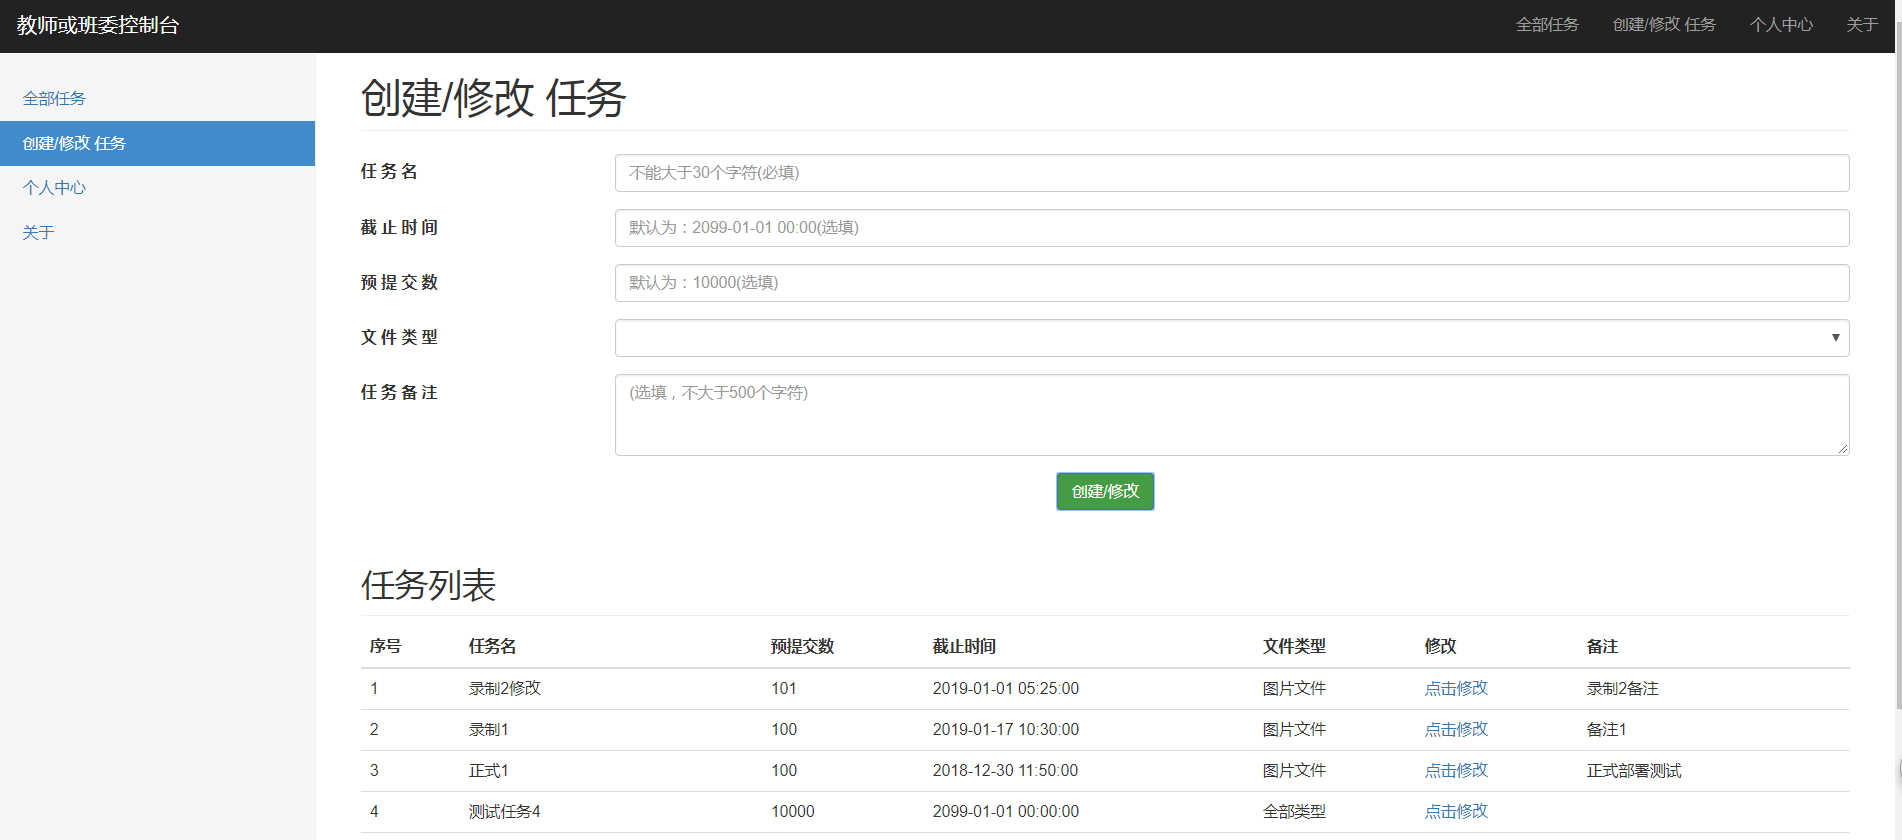 教师或班委控制台 全部任务 创建/修改 任务 个人中心 关于
全部任务
创建/修改 任务
个人中心
关于
创建/修改 任务
任 务 名 不能大于30个字符(必填)
截 止 时 间 默认为：2099-01-01 00:00(选填)
预 提 交 数 默认为：10000(选填)
文 件 类 型
任 务 备 注 (选填，不大于500个字符)
创建/修改
任务列表
序号 任务名 预提交数 截止时间 文件类型 修改 备注
1 录制2修改 101 2019-01-01 05:25:00 图片文件 点击修改 录制2备注
2 录制1 100 2019-01-17 10:30:00 图片文件 点击修改 备注1
3 正式1 100 2018-12-30 11:50:00 图片文件 点击修改 正式部署测试
4 测试任务4 10000 2099-01-01 00:00:00 全部类型 点击修改